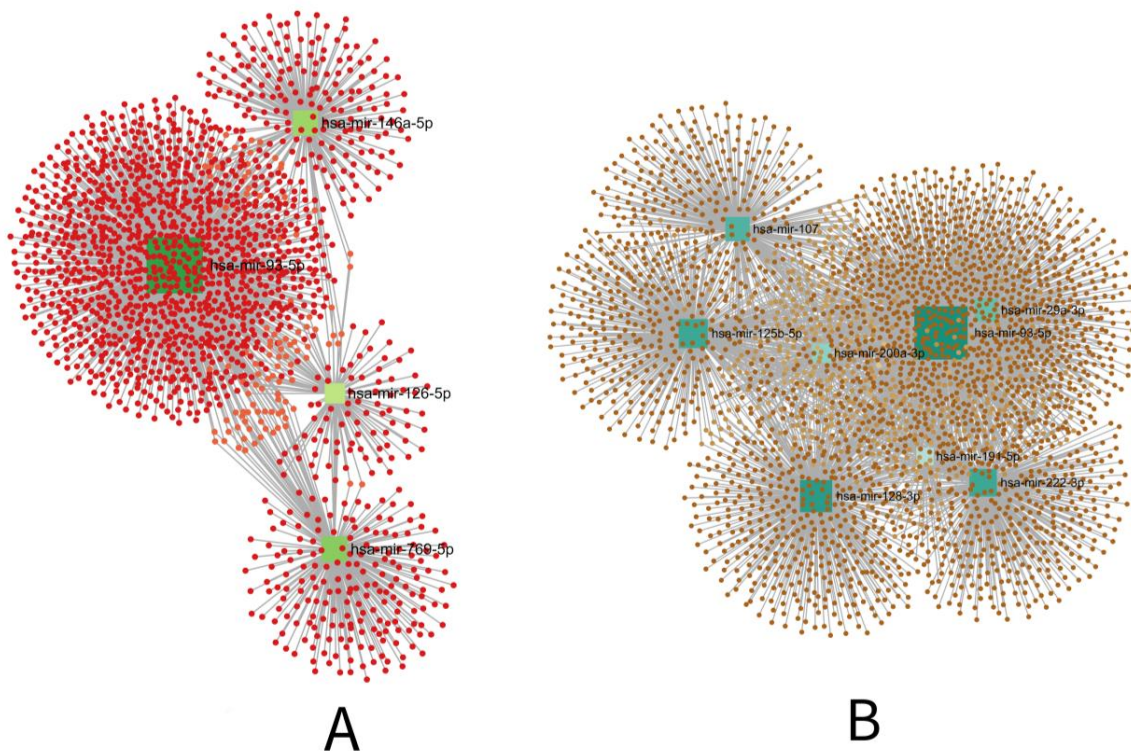 hsa-mir-146a-5p
hsa-mir-93-5p
hsa-mir-126-5p
hsa-mir-769-5p
A
hsa-mir-107
hsa-mir-29a-3p
hsa-mir-125b-5p
hsa-mir-93-5p
hsa-mir-200a-3p
hsa-mir-191-5p
hsa-mir-222-3p
hsa-mir-128-3p
B